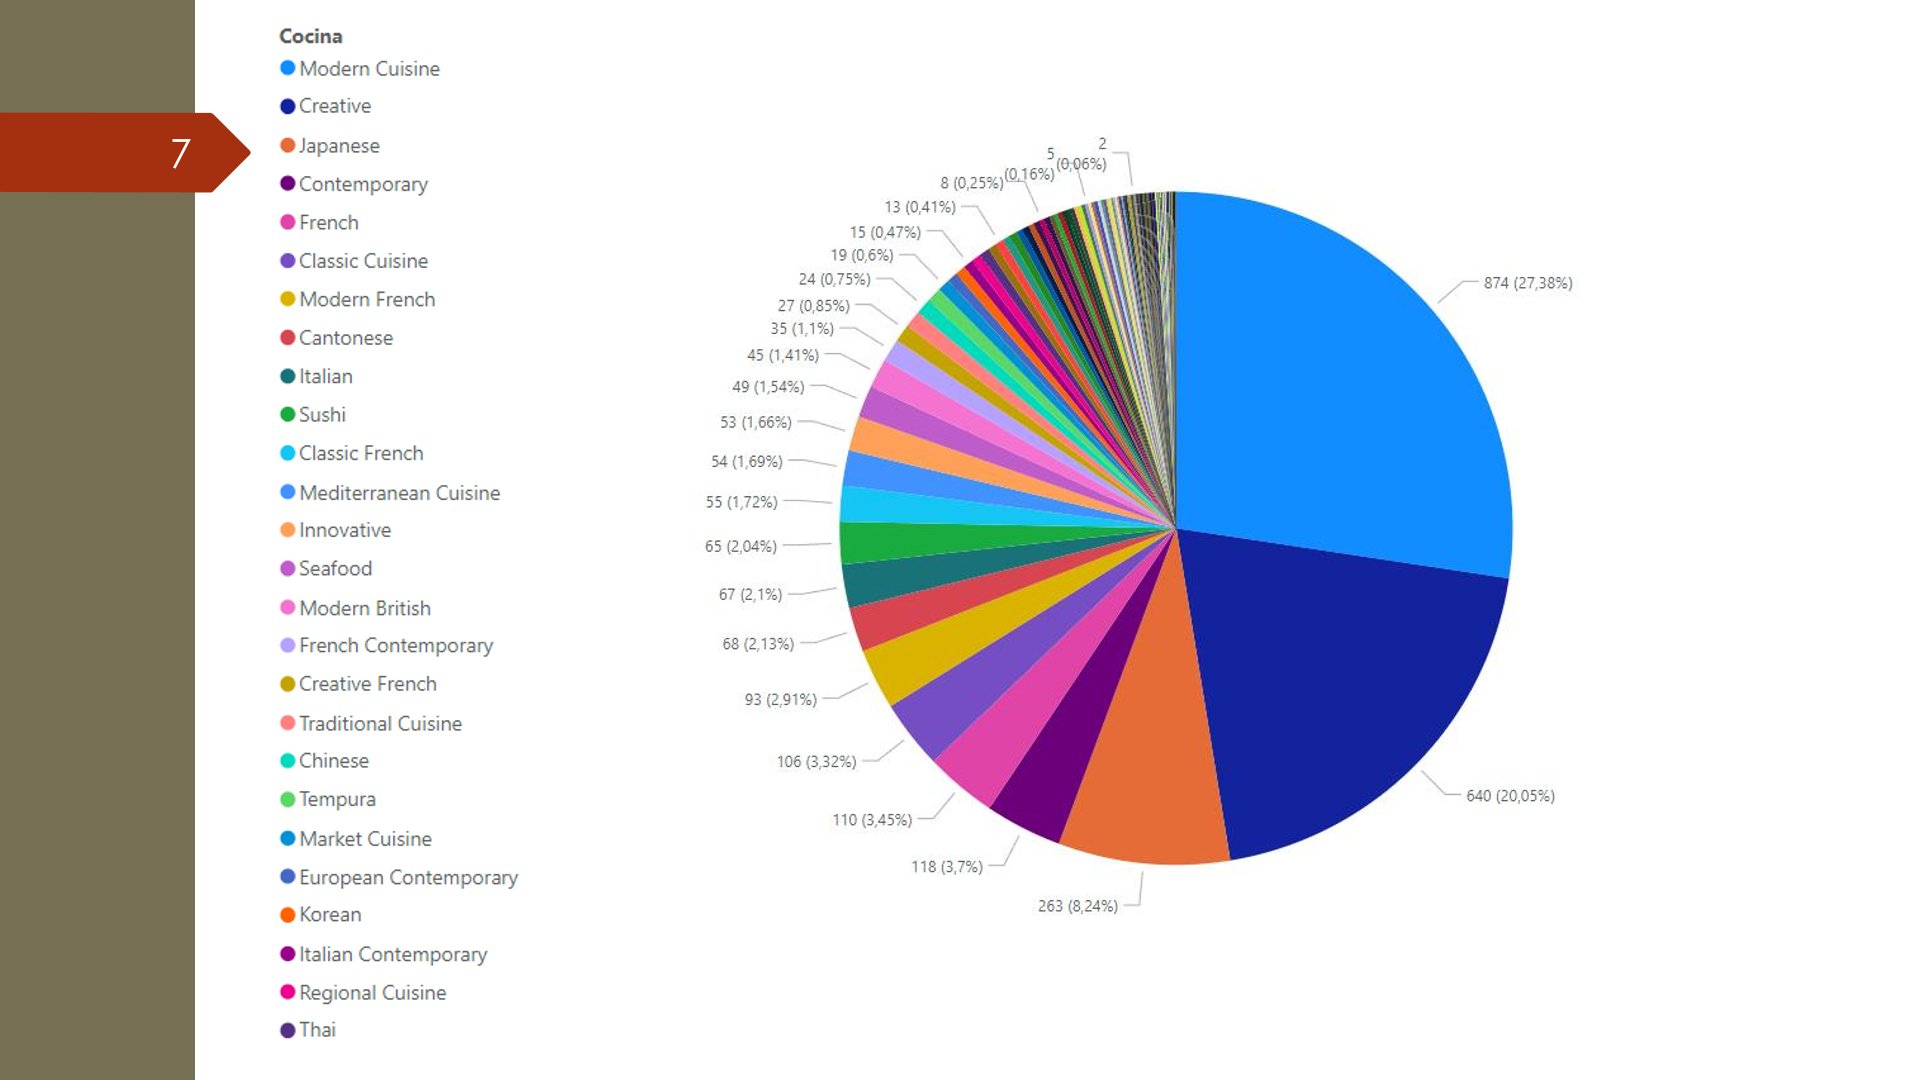 Cocina
Modern Cuisine
Creative
Japanese
Contemporary
French
Classic Cuisine
Modern French
Cantonese
Italian
Sushi
Classic French
Mediterranean Cuisine
Innovative
Seafood
Modern British
French Contemporary
Creative French
Traditional Cuisine
Chinese
Tempura
Market Cuisine
European Contemporary
Korean
Italian Contemporary
Regional Cuisine
Thai
7
2
5
(0,06%)
(0,16%)
8 (0,25%)
13 (0,41%)
15 (0,47%)
19 (0,6%)
24 (0,75%)
27 (0,85%)
35 (1,1%)
45 (1,41%)
49 (1,54%)
53 (1,66%)
54 (1,69%)
55 (1,72%)
65 (2,04%)
67 (2,1%)
68 (2,13%)
93 (2,91%)
106 (3,32%)
110 (3,45%)
118 (3,7%)
263 (8,24%)
640 (20,05%)
874 (27,38%)